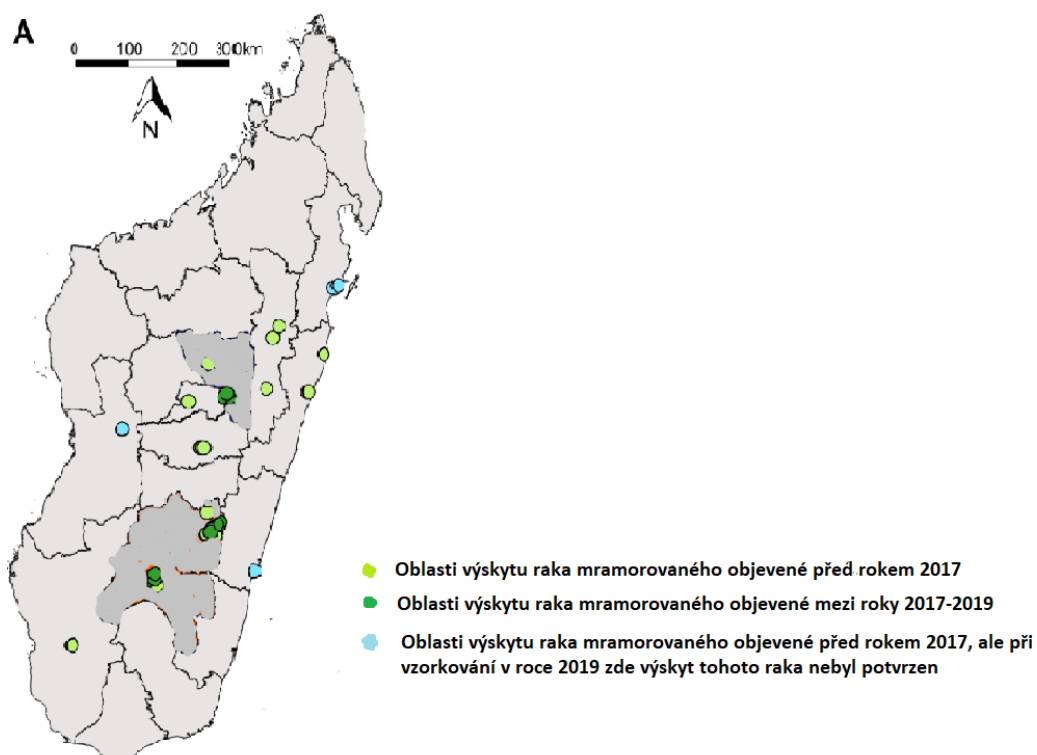 A
0 100 200 300km
N
Oblasti výskytu raka mramorovaného objevené před rokem 2017
Oblasti výskytu raka mramorovaného objevené mezi roky 2017-2019
Oblasti výskytu raka mramorovaného objevené před rokem 2017, ale při
vzorkování v roce 2019 zde výskyt tohoto raka nebyl potvrzen